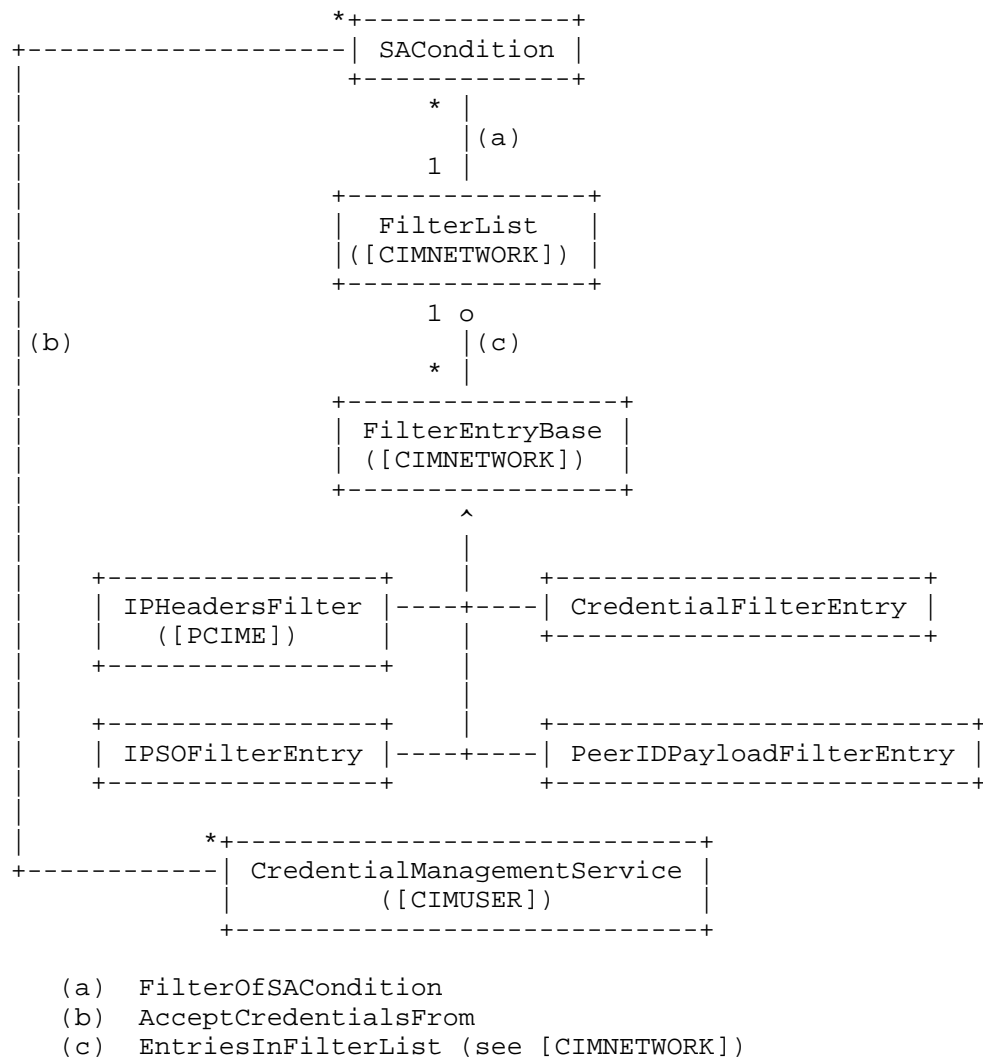 *
SACondition
*
(a)
1
FilterList
([CIMNETWORK])
1 o
(b) (c)
*
FilterEntryBase
([CIMNETWORK])
^
IPHeadersFilter CredentialFilterEntry
([PCIME])
IPSOFilterEntry PeerIDPayloadFilterEntry
*
CredentialManagementService
([CIMUSER])
(a) FilterOfSACondition
(b) AcceptCredentialsFrom
(c) EntriesInFilterList (see [CIMNETWORK])